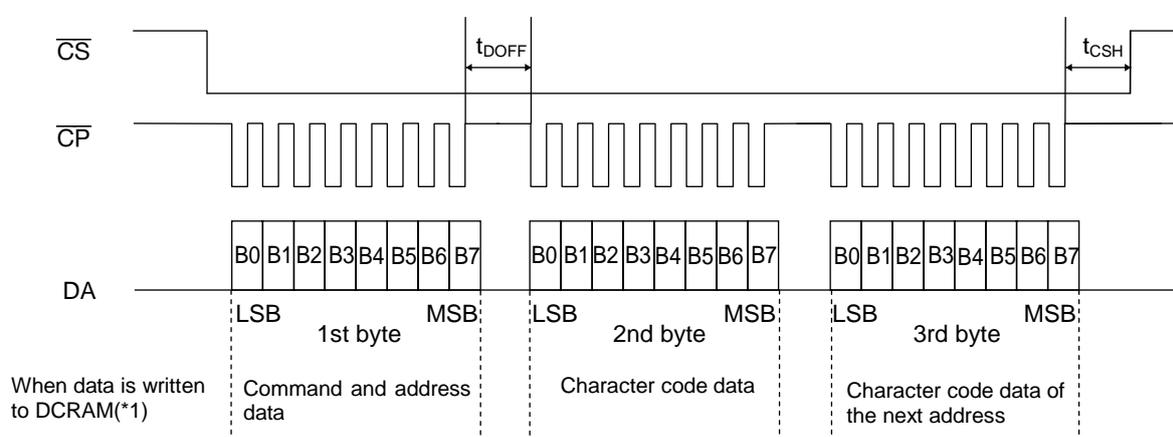 CS
tDOFF
tCSH
CP
DA
B0 B1 B2 B3 B4 B5 B6 B7
B0 B1 B2 B3 B4 B5 B6 B7
B0 B1 B2 B3 B4 B5 B6 B7
LSB MSB
LSB MSB
LSB MSB
1st byte
2nd byte
3rd byte
When data is written
to DCRAM(*1)
Command and address
data
Character code data
Character code data of
the next address